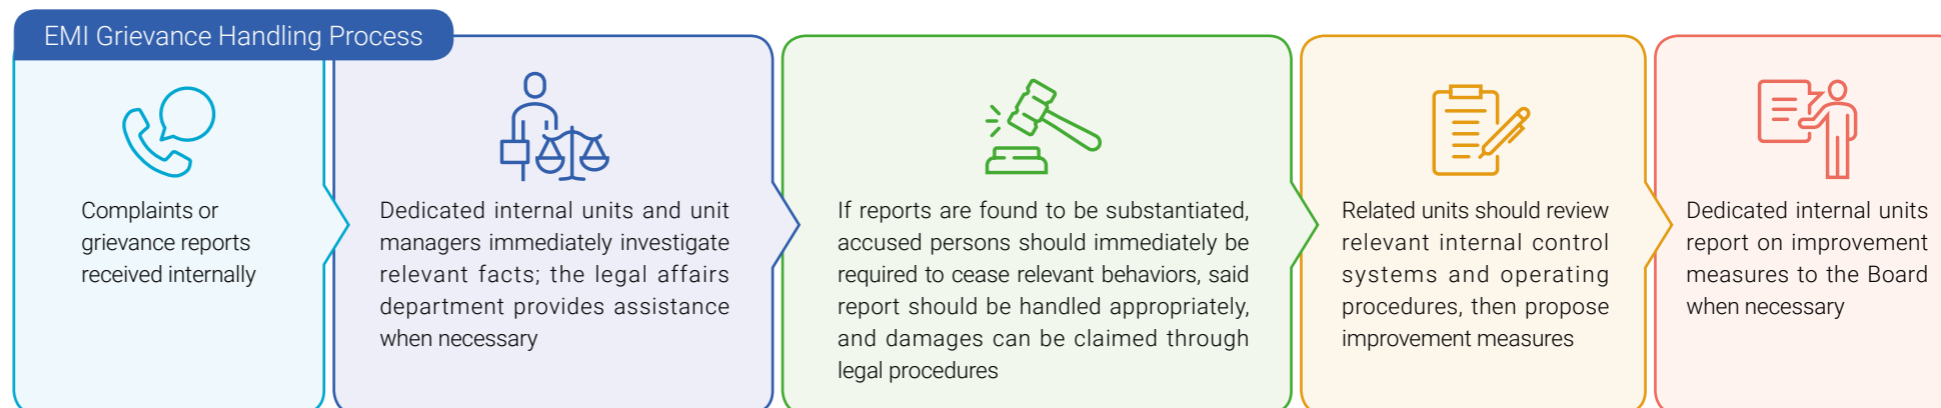 EMI Grievance Handling Process
Complaints or
grievance reports
received internally
Dedicated internal units and unit
managers immediately investigate
relevant facts; the legal affairs
department provides assistance
when necessary
If reports are found to be substantiated,
accused persons should immediately be
required to cease relevant behaviors, said
report should be handled appropriately,
and damages can be claimed through
legal procedures
Related units should review
relevant internal control
systems and operating
procedures, then propose
improvement measures
Dedicated internal units
report on improvement
measures to the Board
when necessary